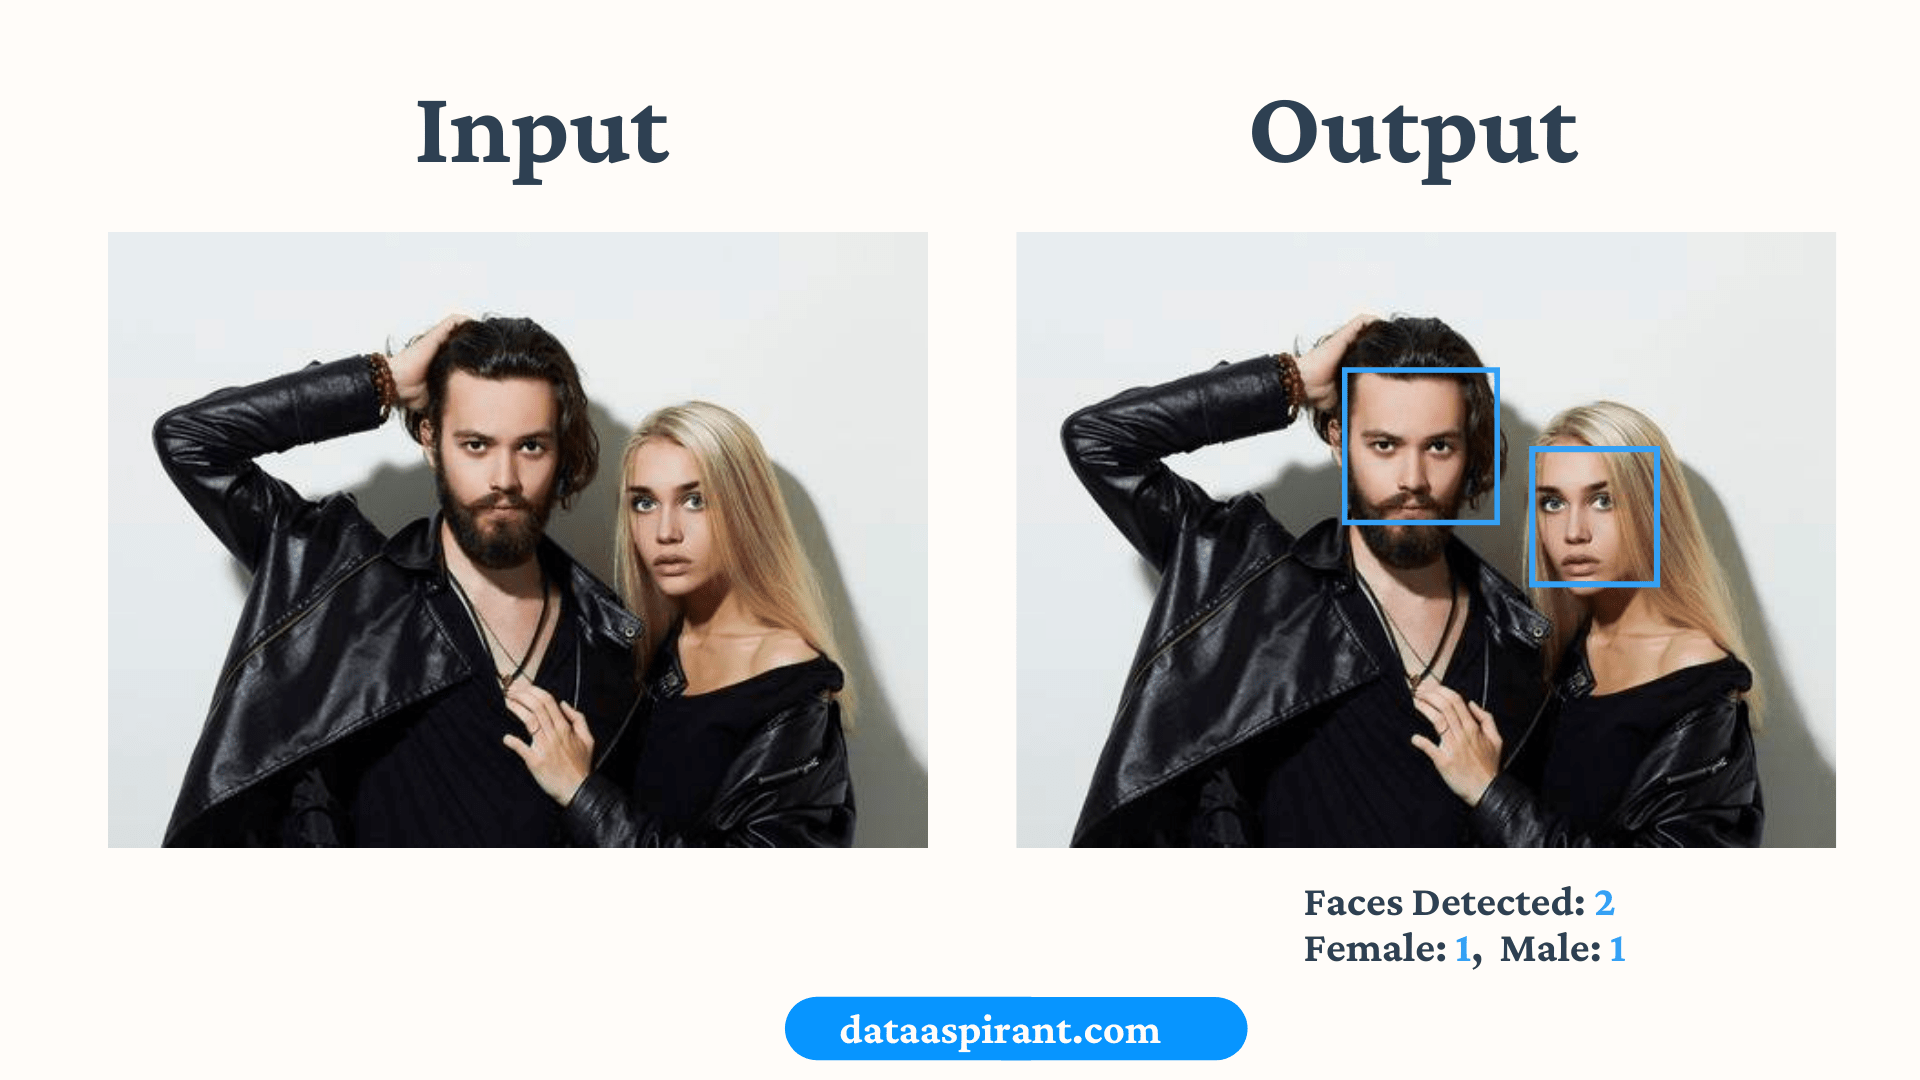 Input
Output
Faces Detected: 2
Female: 1, Male: 1
dataaspirant.com